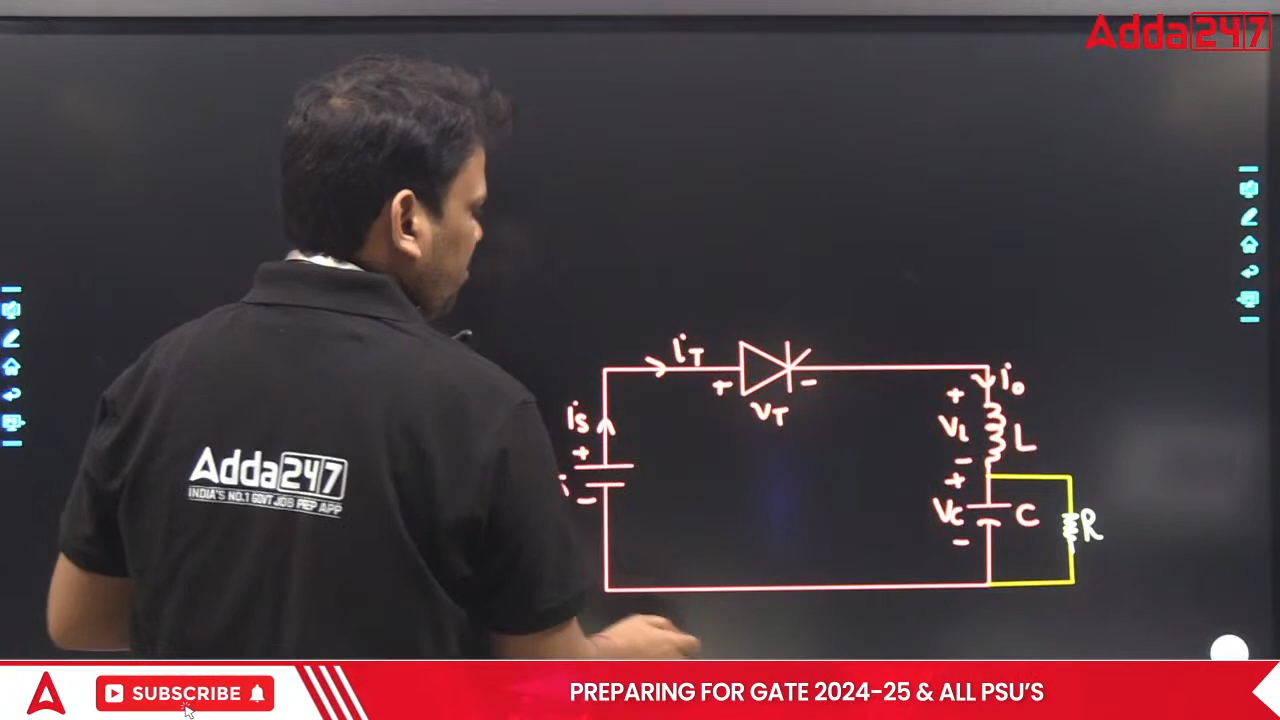 Adda247
iT
+
-
VT
iS
+
-
io
+
VL
-
L
+
VC
-
C
R
Adda247
INDIA'S NO.1 GOVT JOB PREP APP
SUBSCRIBE
PREPARING FOR GATE 2024-25 & ALL PSU'S